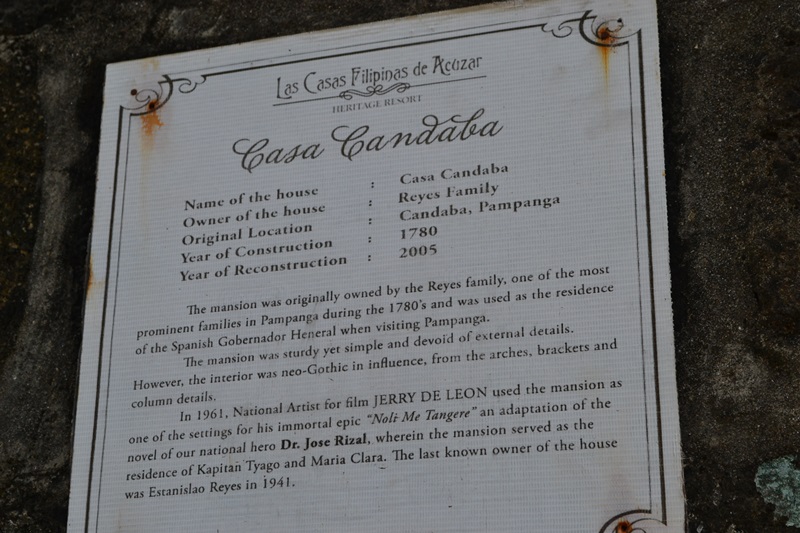 Las Casas Filipinas de Acuzar
HERITAGE RESORT
Casa Candaba
Name of the house : Casa Candaba
Owner of the house : Reyes Family
Original Location : Candaba, Pampanga
Year of Construction : 1780
Year of Reconstruction : 2005
The mansion was originally owned by the Reyes family, one of the most
prominent families in Pampanga during the 1780's and was used as the residence
of the Spanish Gobernador Heneral when visiting Pampanga.
The mansion was sturdy yet simple and devoid of external details.
However, the interior was neo-Gothic in influence, from the arches, brackets and
column details.
In 1961, National Artist for film JERRY DE LEON used the mansion as
one of the settings for his immortal epic "Noli Me Tangere" an adaptation of the
novel of our national hero Dr. Jose Rizal, wherein the mansion served as the
residence of Kapitan Tyago and Maria Clara. The last known owner of the house
was Estanislao Reyes in 1941.